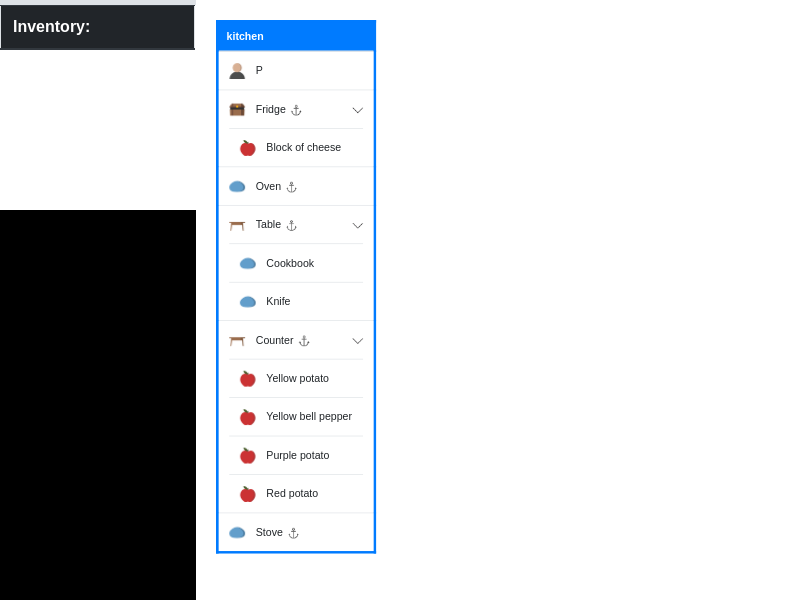 Inventory:
kitchen
P
Fridge
Block of cheese
Oven
Table
Cookbook
Knife
Counter
Yellow potato
Yellow bell pepper
Purple potato
Red potato
Stove